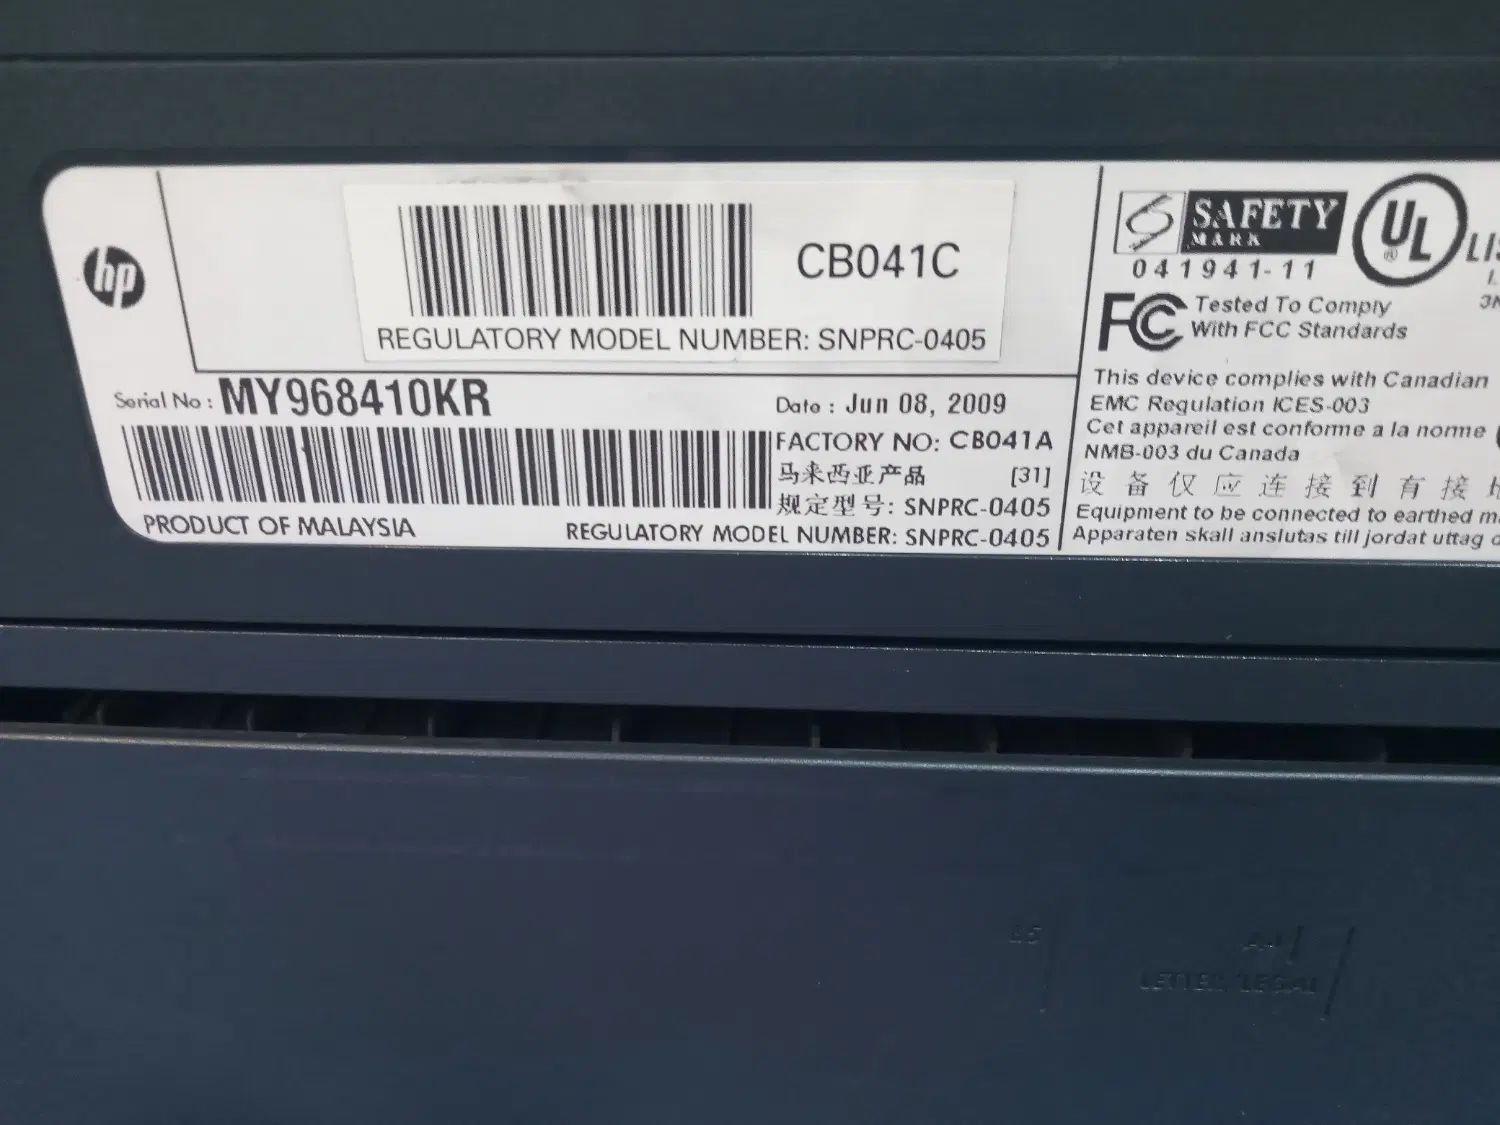 hp
CB041C
REGULATORY MODEL NUMBER: SNPRC-0405
Serial No : MY968410KR
Date : Jun 08, 2009
FACTORY NO: CB041A
马来西亚产品 [31]
规定型号: SNPRC-0405
PRODUCT OF MALAYSIA
REGULATORY MODEL NUMBER: SNPRC-0405
SAFETY
MARK
041941-11
UL
®
FC Tested To Comply
With FCC Standards
This device complies with Canadian
EMC Regulation ICES-003
Cet appareil est conforme a la norme
NMB-003 du Canada
设备仅应连接到有接
Equipment to be connected to earthed
Apparaten skall anslutas till jordat uttag
A4
LETTER, LEGAL